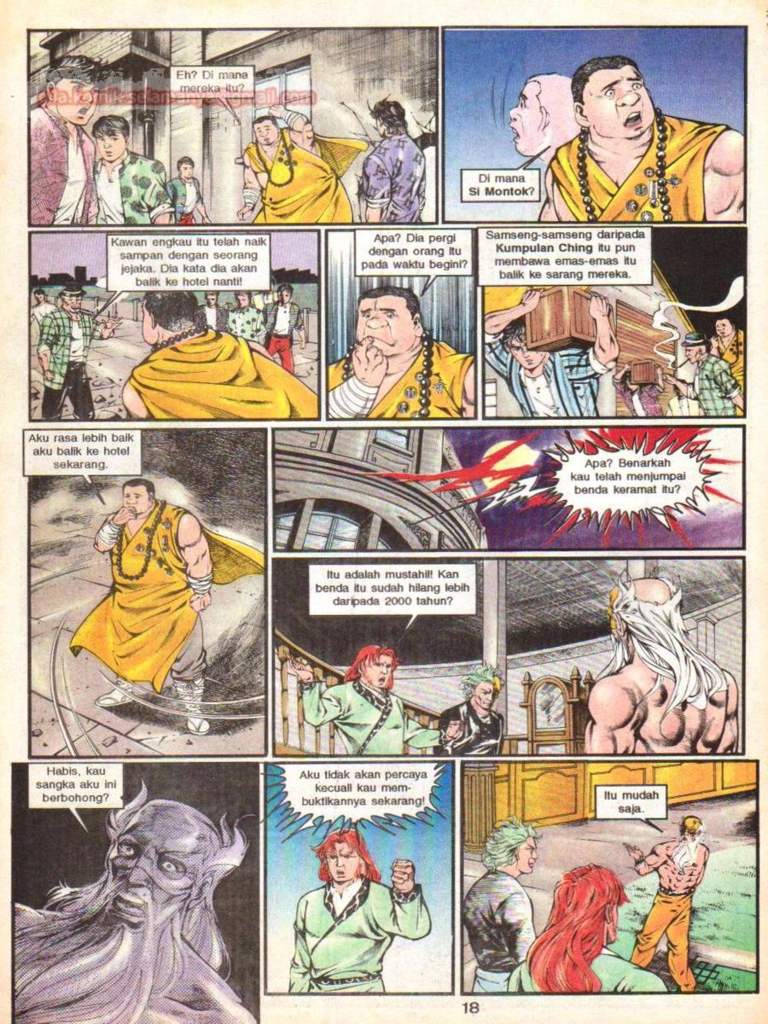 Eh? Di mana
mereka itu?
Di mana
Si Montok?
Kawan engkau itu telah naik
sampan dengan seorang
jejaka. Dia kata dia akan
balik ke hotel nanti!
Apa? Dia pergi
dengan orang itu
pada waktu begini?
Samseng-samseng daripada
Kumpulan Ching itu pun
membawa emas-emas itu
balik ke sarang mereka.
Aku rasa lebih baik
aku balik ke hotel
sekarang.
Apa? Benarkah
kau telah menjumpai
benda keramat itu?
Itu adalah mustahil! Kan
benda itu sudah hilang lebih
daripada 2000 tahun?
Habis, kau
sangka aku ini
berbohong?
Aku tidak akan percaya
kecuali kau mem-
buktikannya sekarang!
Itu mudah
saja.
18